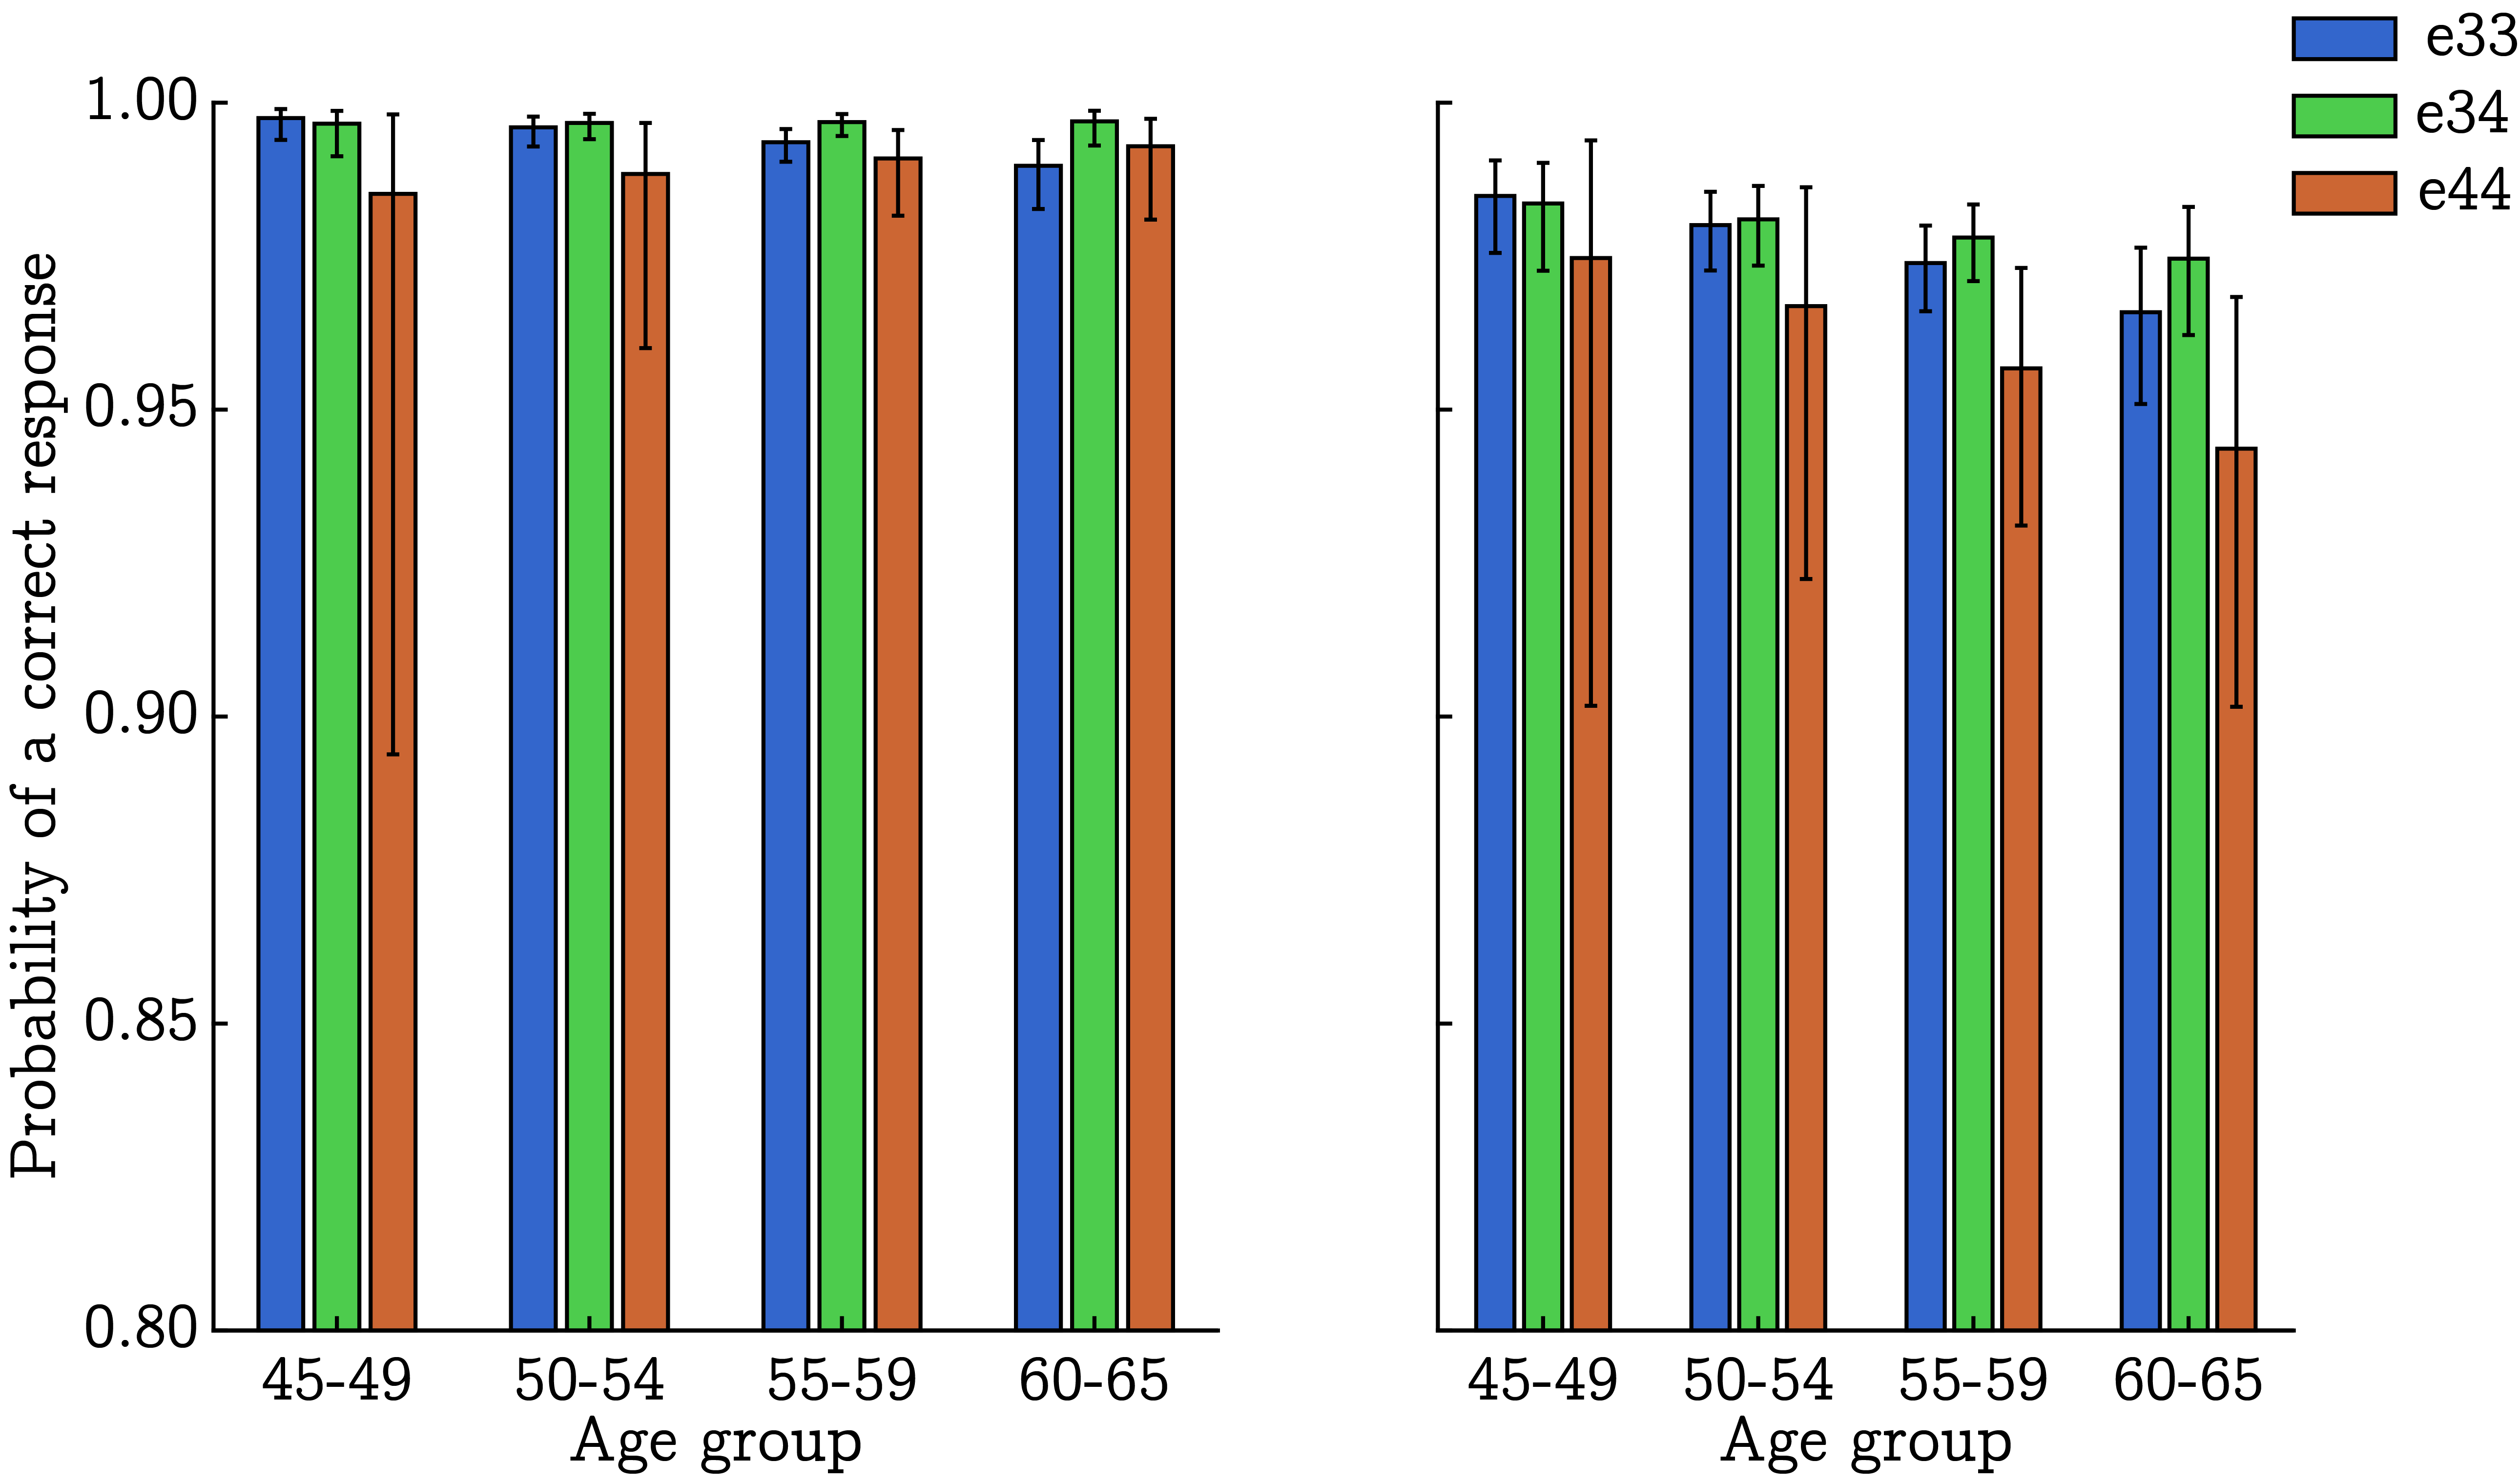 e33
e34
e44
Probability of a correct response
1.00
0.95
0.90
0.85
0.80
45-49 50-54 55-59 60-65
Age group
45-49 50-54 55-59 60-65
Age group